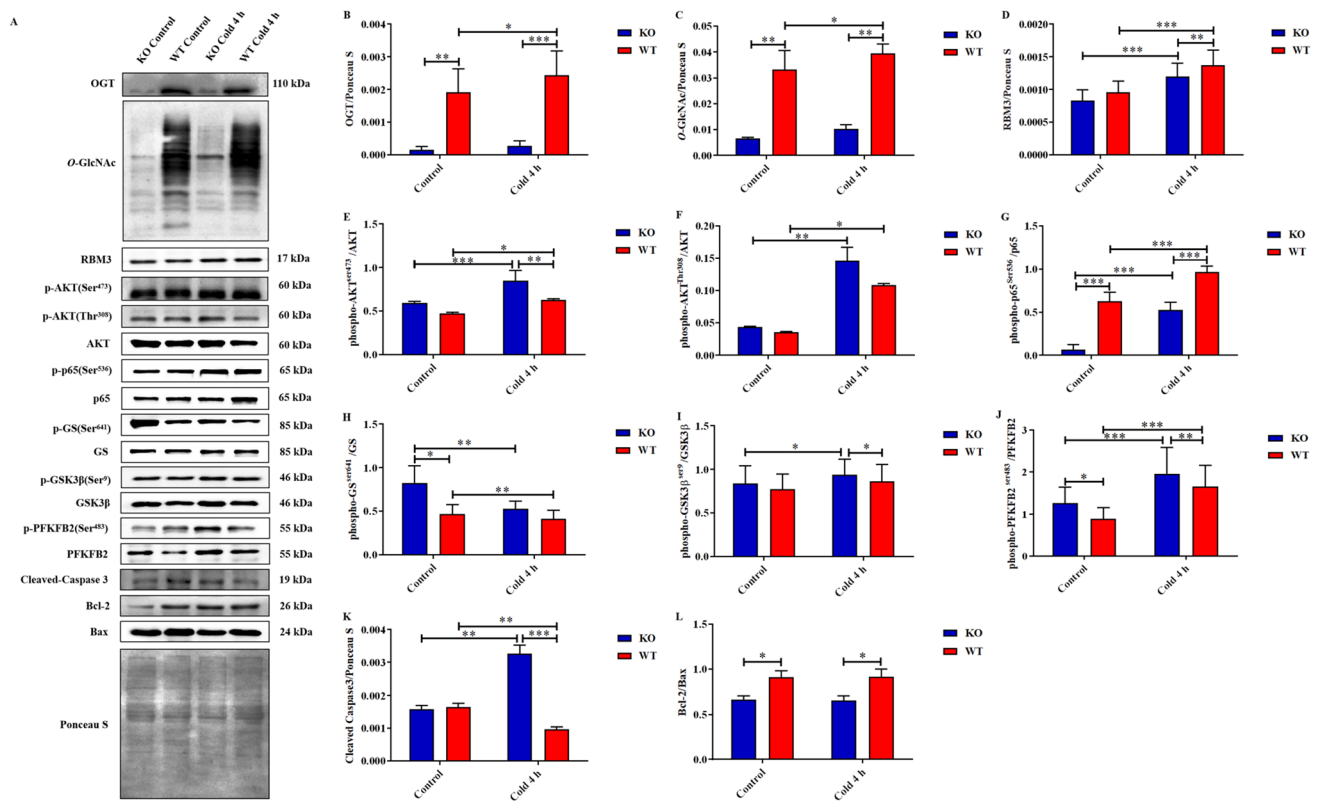 A
KO Control
WT Control
KO Cold 4 h
WT Cold 4 h
OGT 110 kDa
O-GlcNAc
RBM3 17 kDa
p-AKT(Ser473) 60 kDa
p-AKT(Thr308) 60 kDa
AKT 60 kDa
p-p65(Ser536) 65 kDa
p65 65 kDa
p-GS(Ser641) 85 kDa
GS 85 kDa
p-GSK3β(Ser9) 46 kDa
GSK3β 46 kDa
p-PFKFB2(Ser483) 55 kDa
PFKFB2 55 kDa
Cleaved-Caspase 3 19 kDa
Bcl-2 26 kDa
Bax 24 kDa
Ponceau S
B
OGT/Ponceau S
0.004
0.003
0.002
0.001
0.000
**
*
***
Control
Cold 4 h
KO
WT
C
O-GlcNAc/Ponceau S
0.05
0.04
0.03
0.02
0.01
0.00
**
*
**
Control
Cold 4 h
KO
WT
D
RBM3/Ponceau S
0.0020
0.0015
0.0010
0.0005
0.0000
***
***
**
Control
Cold 4 h
KO
WT
E
phospho-AKTser473/AKT
1.5
1.0
0.5
0.0
*
***
**
Control
Cold 4 h
KO
WT
F
phospho-AKTThr308/AKT
0.20
0.15
0.10
0.05
0.00
*
**
Control
Cold 4 h
KO
WT
G
phospho-p65Ser536/p65
1.5
1.0
0.5
0.0
***
***
***
***
Control
Cold 4 h
KO
WT
H
phospho-GSser641/GS
1.5
1.0
0.5
0.0
**
*
**
Control
Cold 4 h
KO
WT
I
phospho-GSK3βser9/GSK3β
1.5
1.0
0.5
0.0
*
*
Control
Cold 4 h
KO
WT
J
phospho-PFKFB2ser483/PFKFB2
3
2
1
0
***
***
**
*
Control
Cold 4 h
KO
WT
K
Cleaved Caspase3/Ponceau S
0.004
0.003
0.002
0.001
0.000
**
**
***
Control
Cold 4 h
KO
WT
L
Bcl-2/Bax
1.5
1.0
0.5
0.0
*
*
Control
Cold 4 h
KO
WT